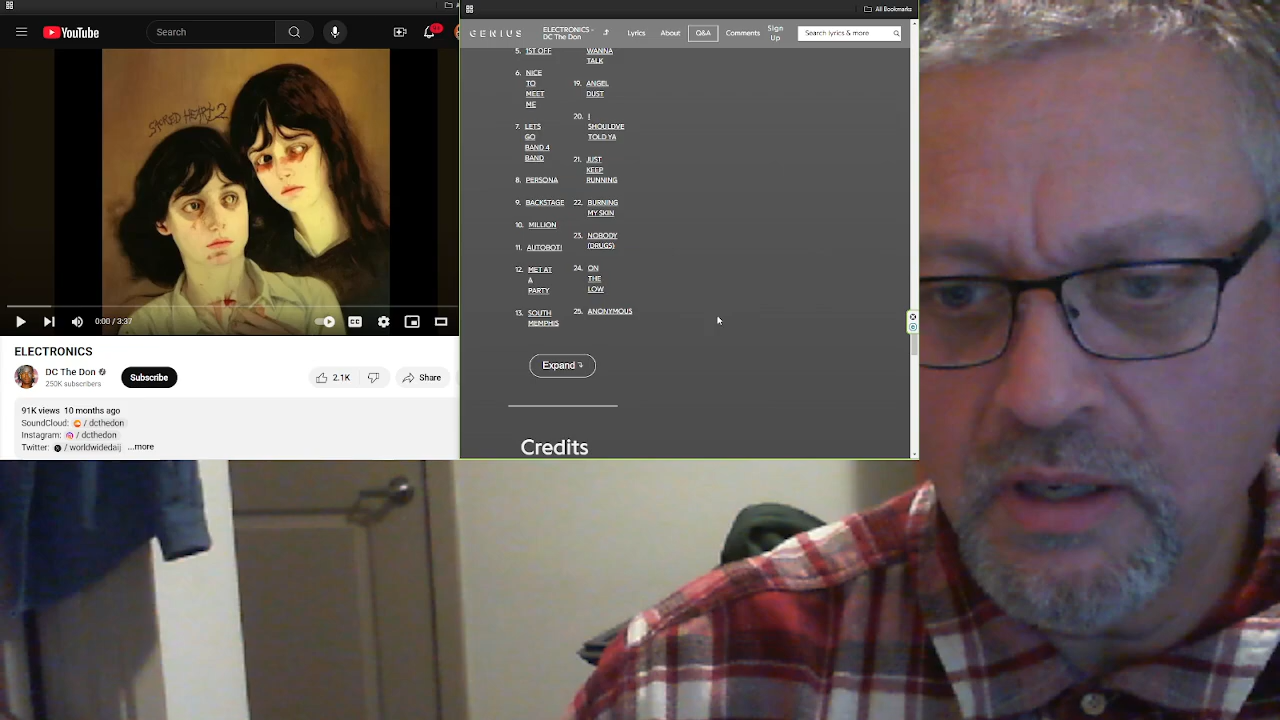 YouTube
Search
SACRED HEART 2
0:00 / 3:37
CC
ELECTRONICS
DC The Don
250K subscribers
Subscribe
2.1K
Share
91K views 10 months ago
SoundCloud: / dcthedon
Instagram: / dcthedon
Twitter: / worldwidedaij ...more
All Bookmarks
GENIUS
ELECTRONICS
DC The Don
Lyrics
About
Q&A
Comments
Sign
Up
Search lyrics & more
5. 1ST OFF
6. NICE
TO
MEET
ME
7. LETS
GO
BAND 4
BAND
8. PERSONA
9. BACKSTAGE
10. MILLION
11. AUTOBOT!
12. MET AT
A
PARTY
13. SOUTH
MEMPHIS
WANNA
TALK
19. ANGEL
DUST
20. I
SHOULDVE
TOLD YA
21. JUST
KEEP
RUNNING
22. BURNING
MY SKIN
23. NOBODY
(DRUGS)
24. ON
THE
LOW
25. ANONYMOUS
Expand
Credits